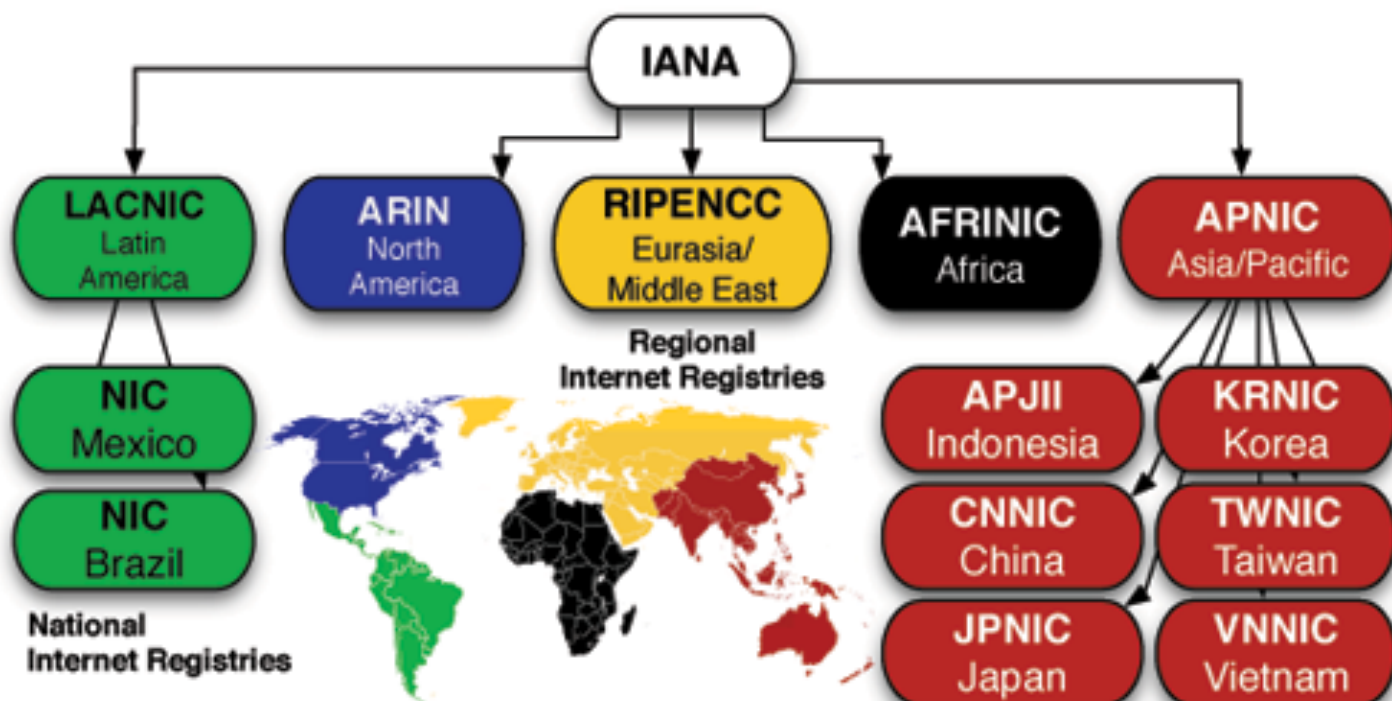 IANA
LACNIC
Latin
America
ARIN
North
America
RIPENCC
Eurasia/
Middle East
AFRINIC
Africa
APNIC
Asia/Pacific
Regional
Internet Registries
NIC
Mexico
NIC
Brazil
National
Internet Registries
APJII
Indonesia
KRNIC
Korea
CNNIC
China
TWNIC
Taiwan
JPNIC
Japan
VNNIC
Vietnam